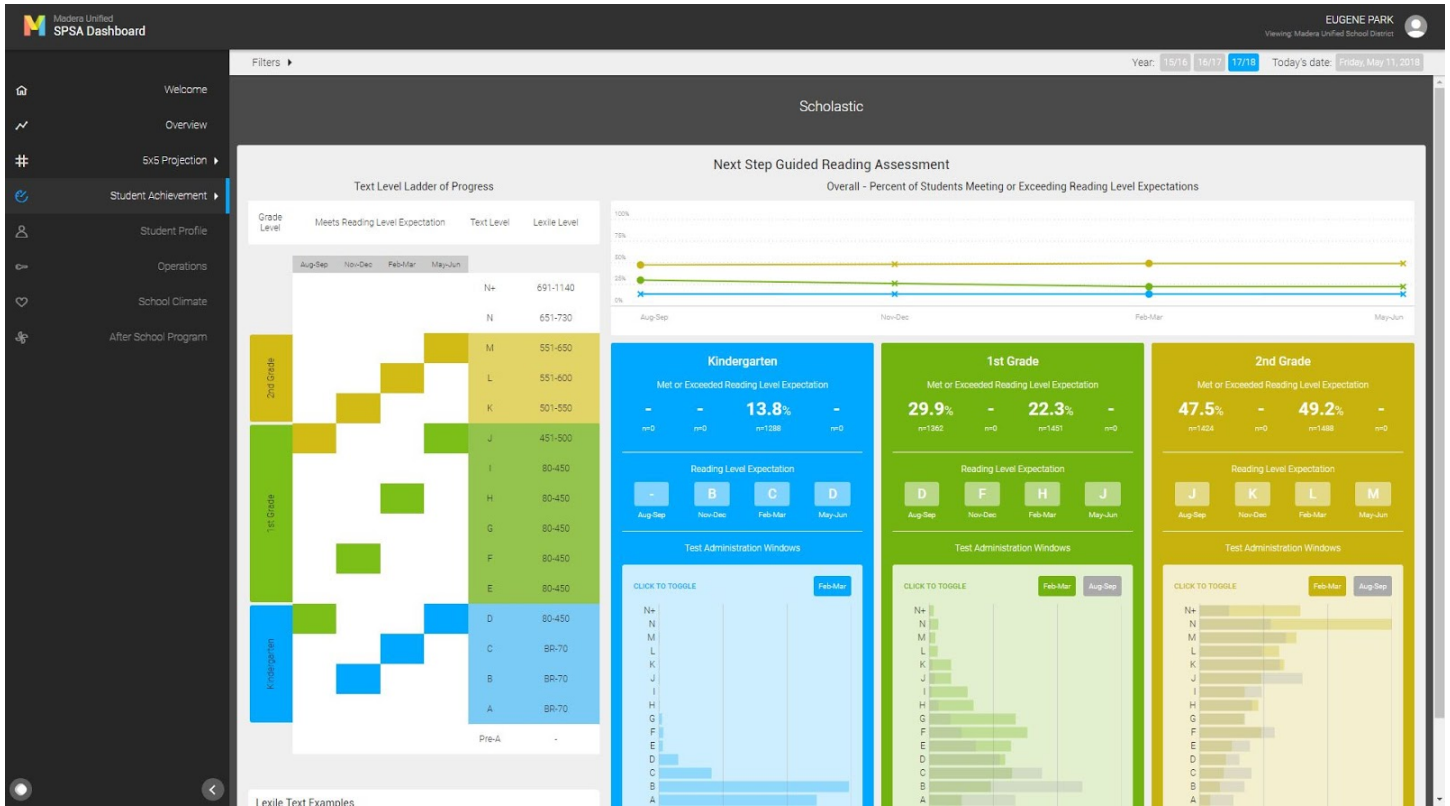 Madera Unified
SPSA Dashboard
EUGENE PARK
Viewing: Madera Unified School District
Filters
Year: 15/16 16/17 17/18 Today's date: Friday, May 11, 2018
Welcome
Overview
5x5 Projection
Student Achievement
Student Profile
Operations
School Climate
After School Program
Scholastic
Next Step Guided Reading Assessment
Text Level Ladder of Progress
Grade Level
Meets Reading Level Expectation
Text Level
Lexile Level
Aug-Sep Nov-Dec Feb-Mar May-Jun
N+ 691-1140
N 651-730
M 551-650
L 551-600
K 501-550
J 451-500
I 80-450
H 80-450
G 80-450
F 80-450
E 80-450
D 80-450
C BR-70
B BR-70
A BR-70
Pre-A -
2nd Grade
1st Grade
Kindergarten
Lexile Text Examples
Overall - Percent of Students Meeting or Exceeding Reading Level Expectations
100%
75%
50%
25%
0%
Aug-Sep Nov-Dec Feb-Mar May-Jun
Kindergarten
Met or Exceeded Reading Level Expectation
- - 13.8% -
n=0 n=0 n=1288 n=0
Reading Level Expectation
- B C D
Aug-Sep Nov-Dec Feb-Mar May-Jun
Test Administration Windows
CLICK TO TOGGLE Feb-Mar
N+
N
M
L
K
J
I
H
G
F
E
D
C
B
A
1st Grade
Met or Exceeded Reading Level Expectation
29.9% - 22.3% -
n=1362 n=0 n=1451 n=0
Reading Level Expectation
D F H J
Aug-Sep Nov-Dec Feb-Mar May-Jun
Test Administration Windows
CLICK TO TOGGLE Feb-Mar Aug-Sep
N+
N
M
L
K
J
I
H
G
F
E
D
C
B
A
2nd Grade
Met or Exceeded Reading Level Expectation
47.5% - 49.2% -
n=1424 n=0 n=1488 n=0
Reading Level Expectation
J K L M
Aug-Sep Nov-Dec Feb-Mar May-Jun
Test Administration Windows
CLICK TO TOGGLE Feb-Mar Aug-Sep
N+
N
M
L
K
J
I
H
G
F
E
D
C
B
A